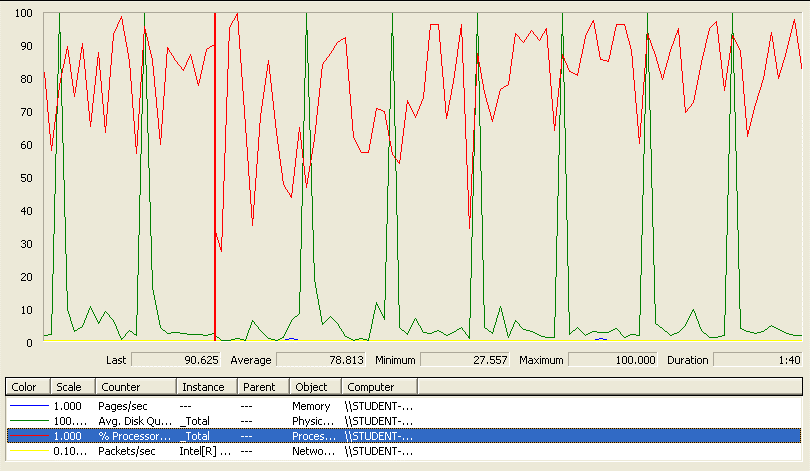 100
90
80
70
60
50
40
30
20
10
0
Last 90.625 Average 78.813 Minimum 27.557 Maximum 100.000 Duration 1:40
Color Scale Counter Instance Parent Object Computer
1.000 Pages/sec --- --- Memory \\STUDENT-...
100.... Avg. Disk Qu... _Total --- Physic... \\STUDENT-...
1.000 % Processor... _Total --- Proces... \\STUDENT-...
0.10... Packets/sec Intel[R] ... --- Netwo... \\STUDENT-...